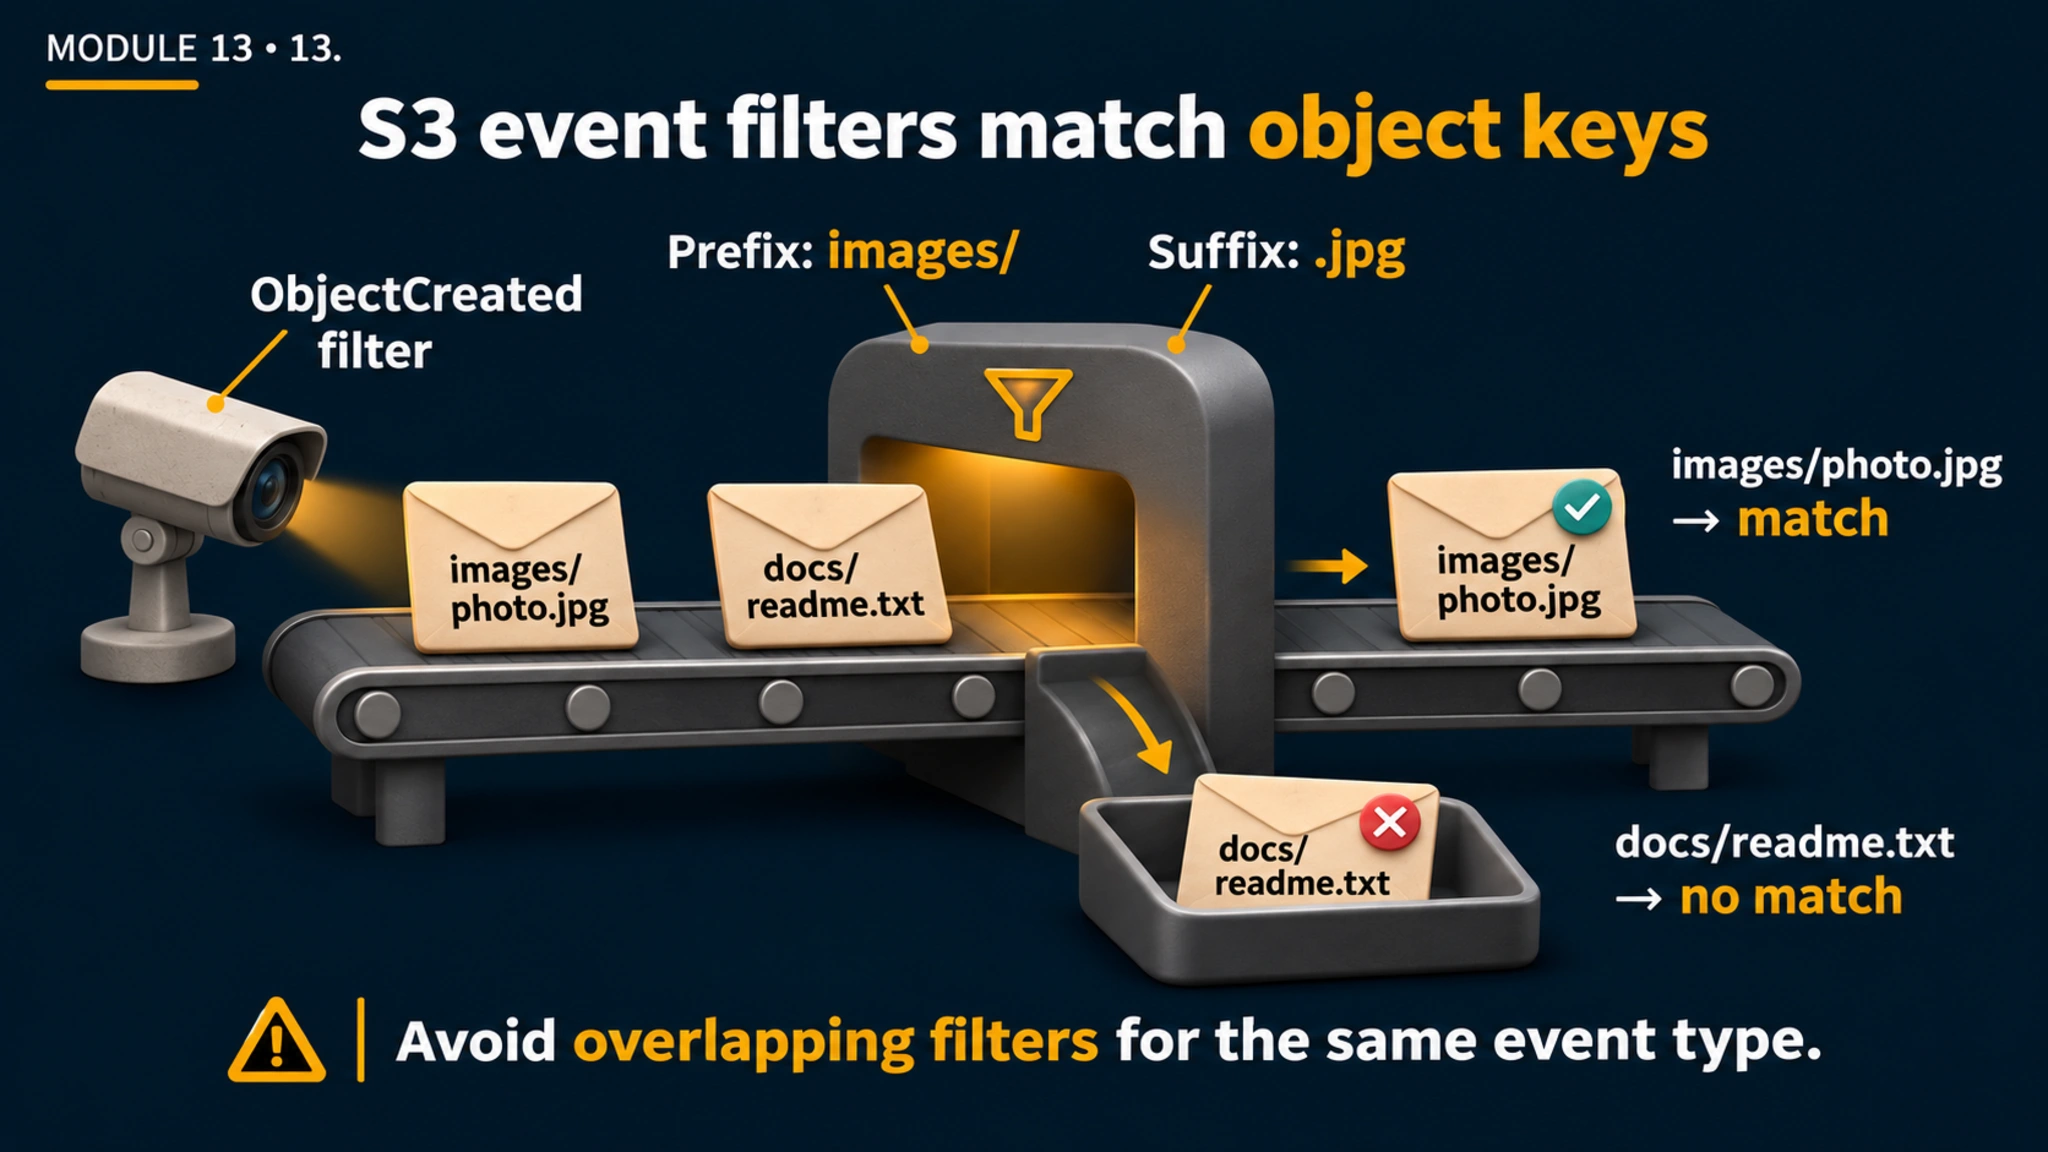 MODULE 13 • 13.
S3 event filters match object keys
Prefix: images/
Suffix: .jpg
ObjectCreated
filter
images/
photo.jpg
docs/
readme.txt
images/
photo.jpg
images/photo.jpg
→ match
docs/
readme.txt
docs/readme.txt
→ no match
Avoid overlapping filters for the same event type.